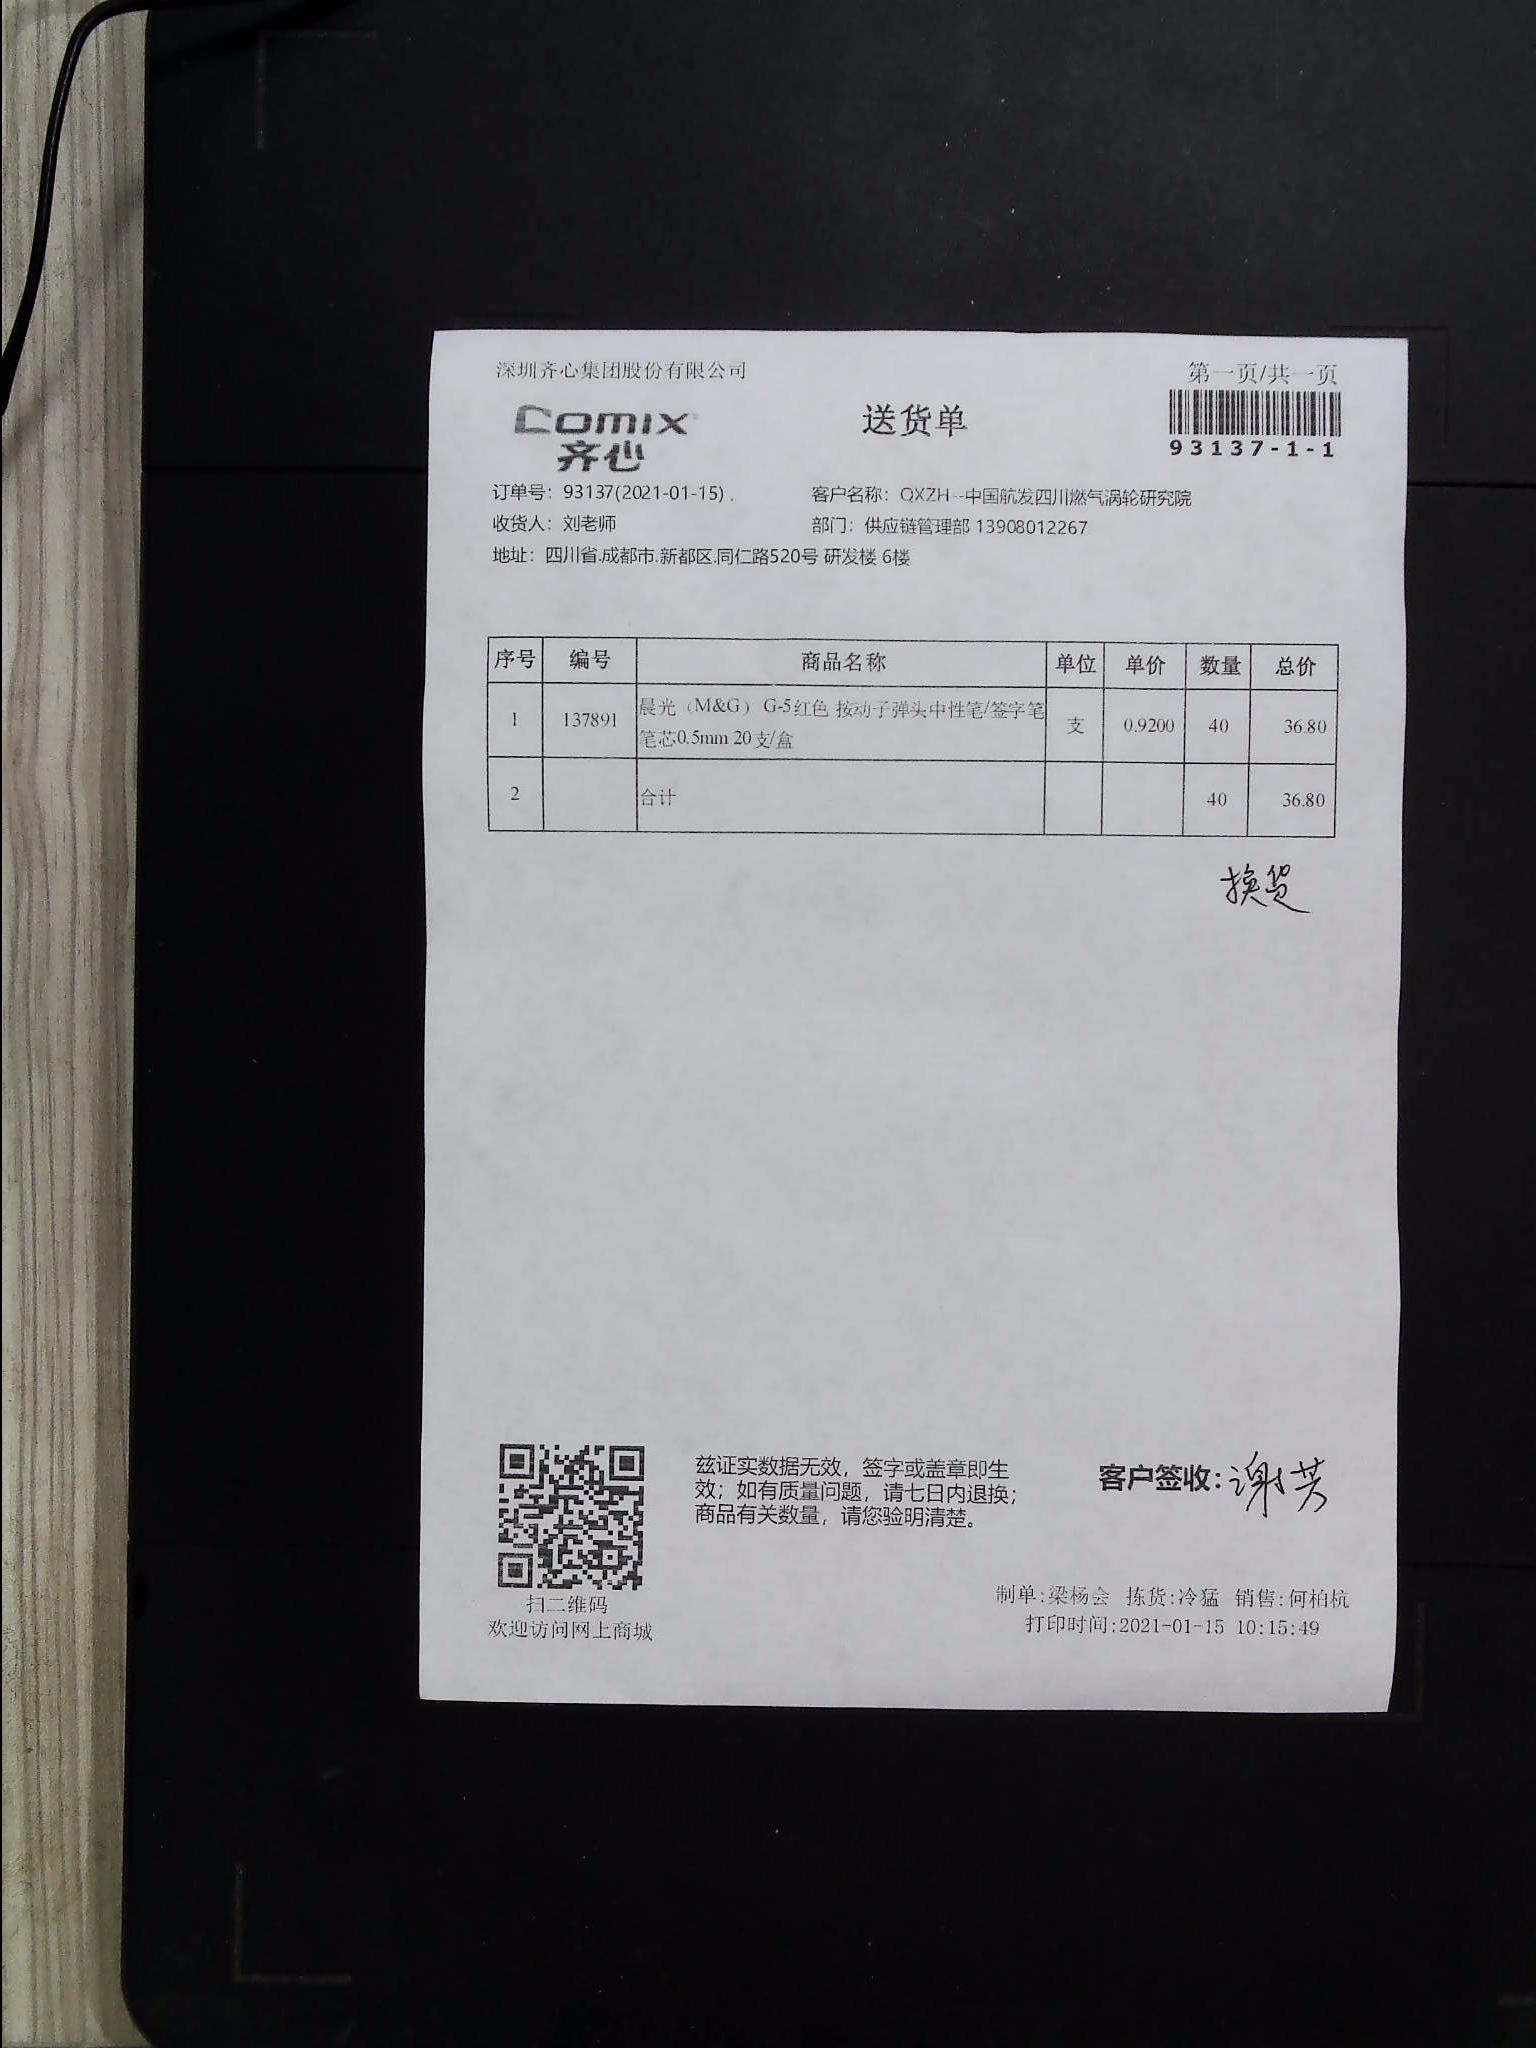 深圳齐心集团股份有限公司
第一页/共一页
COMIX
齐心
送货单
93137-1-1
订单号：93137(2021-01-15) .
客户名称：QXZH--中国航发四川燃气涡轮研究院
收货人：刘老师
部门：供应链管理部 13908012267
地址：四川省.成都市.新都区.同仁路520号 研发楼 6楼
序号 编号 商品名称 单位 单价 数量 总价
1 137891 晨光（M&G） G-5红色 按动子弹头中性笔/签字笔 支 0.9200 40 36.80
笔芯0.5mm 20支/盒
2 合计 40 36.80
换货
兹证实数据无效，签字或盖章即生
效；如有质量问题，请七日内退换；
商品有关数量，请您验明清楚。
客户签收：谢芳
扫二维码
欢迎访问网上商城
制单:梁杨会 拣货:冷猛 销售:何柏杭
打印时间:2021-01-15 10:15:49